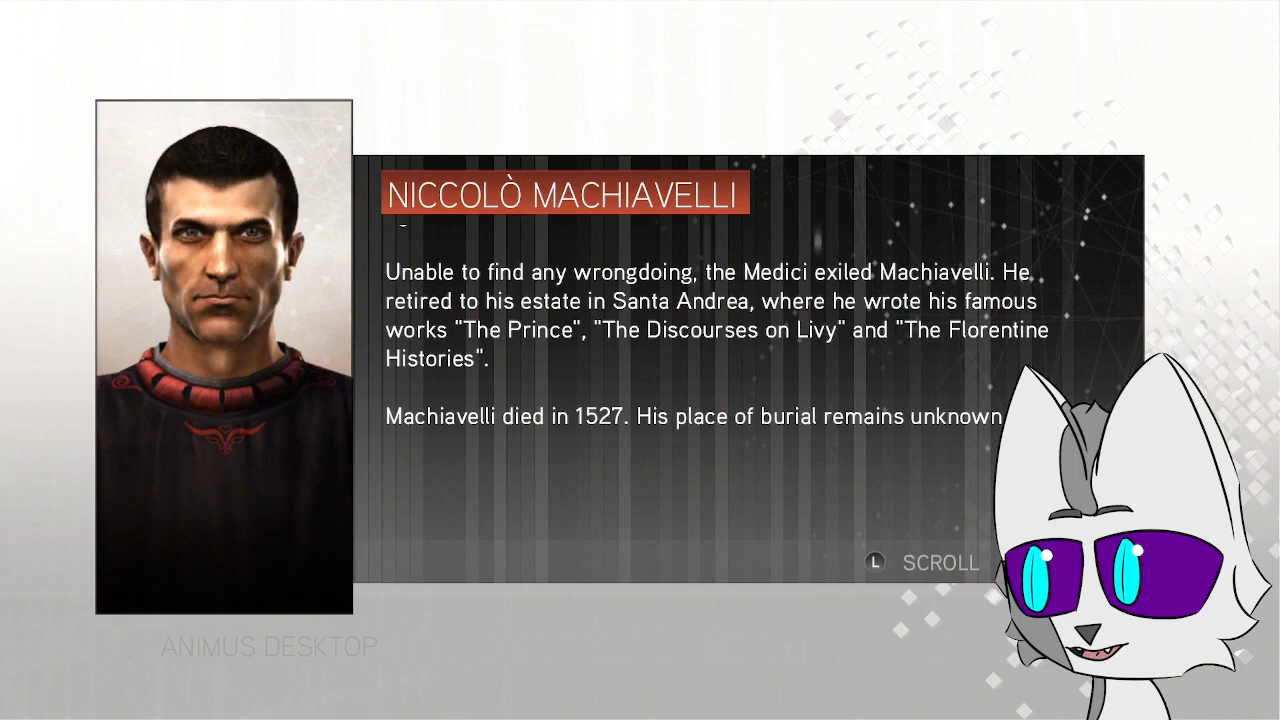 NICCOLÒ MACHIAVELLI
Unable to find any wrongdoing, the Medici exiled Machiavelli. He
retired to his estate in Santa Andrea, where he wrote his famous
works "The Prince", "The Discourses on Livy" and "The Florentine
Histories".
Machiavelli died in 1527. His place of burial remains unknown
L SCROLL
ANIMUS DESKTOP